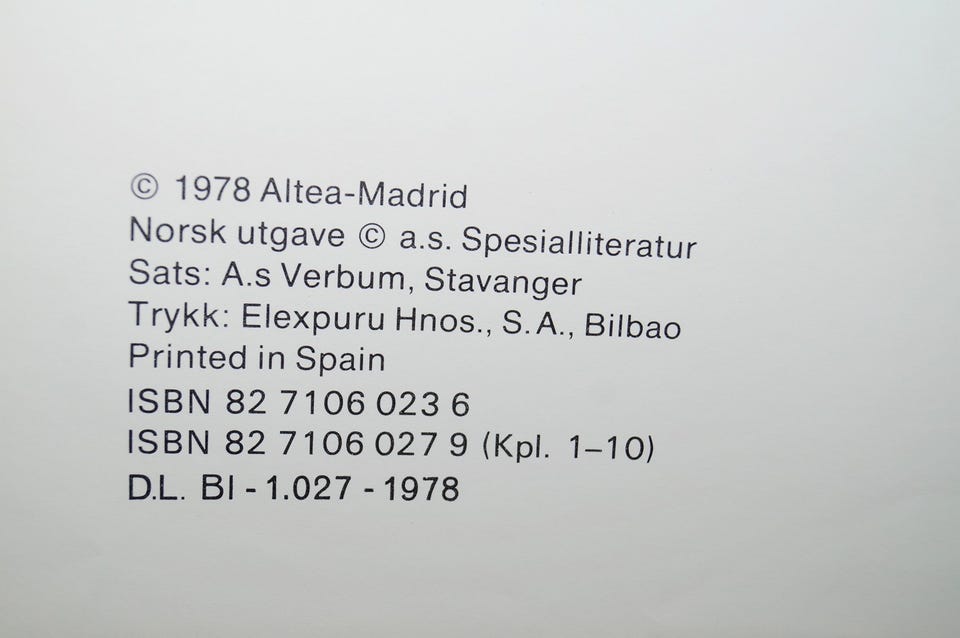 © 1978 Altea-Madrid
Norsk utgave © a.s. Spesialliteratur
Sats: A.s Verbum, Stavanger
Trykk: Elexpuru Hnos., S.A., Bilbao
Printed in Spain
ISBN 82 7106 023 6
ISBN 82 7106 027 9 (Kpl. 1–10)
D.L. BI - 1.027 - 1978